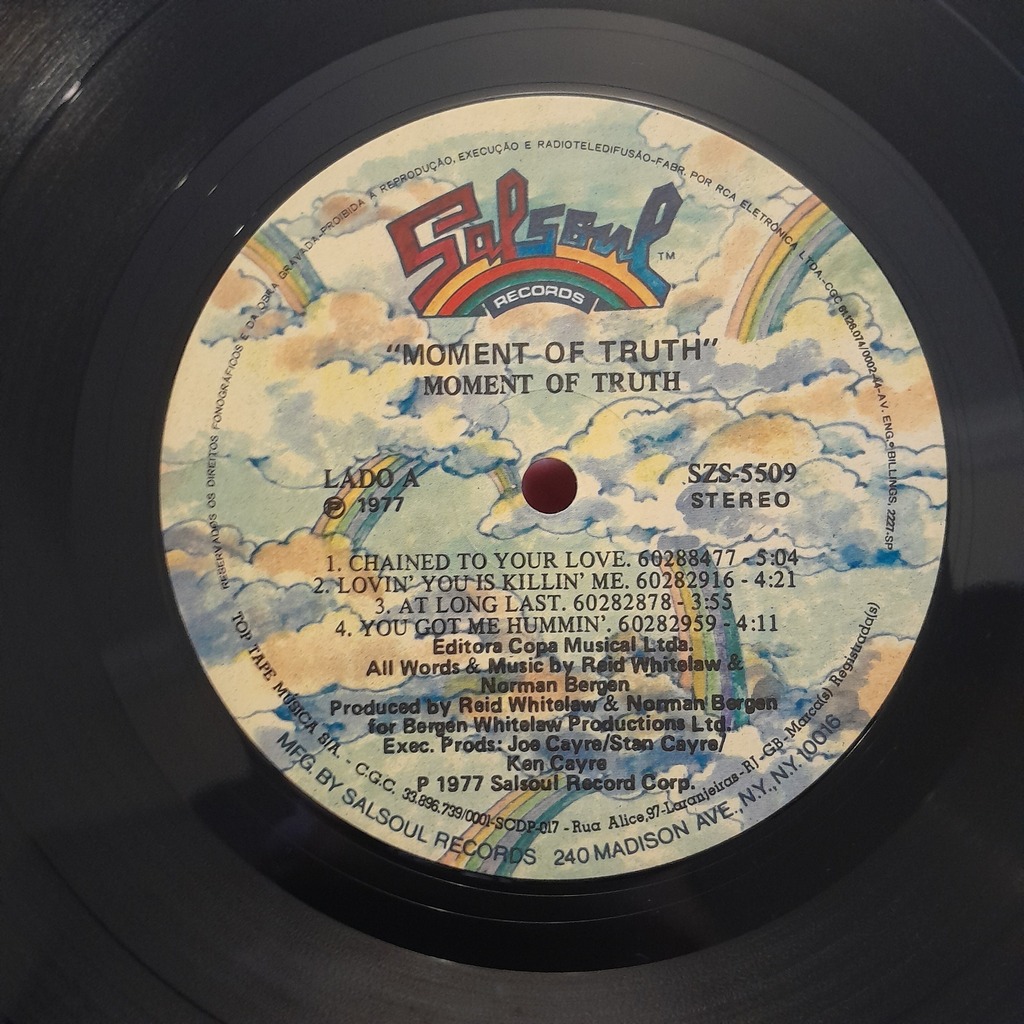 RESERVADOS OS DIREITOS FONOGRÁFICOS E DA OBRA GRAVADA-PROIBIDA A REPRODUÇÃO, EXECUÇÃO E RADIOTELEDIFUSÃO-FABR. POR RCA ELETRÔNICA LTDA.-CGC 61.126.074/0002-44-AV. ENG.º BILLINGS, 2227-SP
Salsoul ™
RECORDS
"MOMENT OF TRUTH"
MOMENT OF TRUTH
LADO A
Ⓟ 1977
SZS-5509
STEREO
1. CHAINED TO YOUR LOVE. 60288477 - 5:04
2. LOVIN' YOU IS KILLIN' ME. 60282916 - 4:21
3. AT LONG LAST. 60282878 - 3:55
4. YOU GOT ME HUMMIN'. 60282959 - 4:11
Editora Copa Musical Ltda.
All Words & Music by Reid Whitelaw &
Norman Bergen
Produced by Reid Whitelaw & Norman Bergen
for Bergen Whitelaw Productions Ltd.
Exec. Prods: Joe Cayre/Stan Cayre/
Ken Cayre
P 1977 Salsoul Record Corp.
TOP TAPE MÚSICA S/A. - C.G.C. 33.896.739/0001-SCDP-017 - Rua Alice,97-Laranjeiras-RJ-GB-Marca(s) Registrada(s)
MFG. BY SALSOUL RECORDS 240 MADISON AVE., N.Y., N.Y. 10016